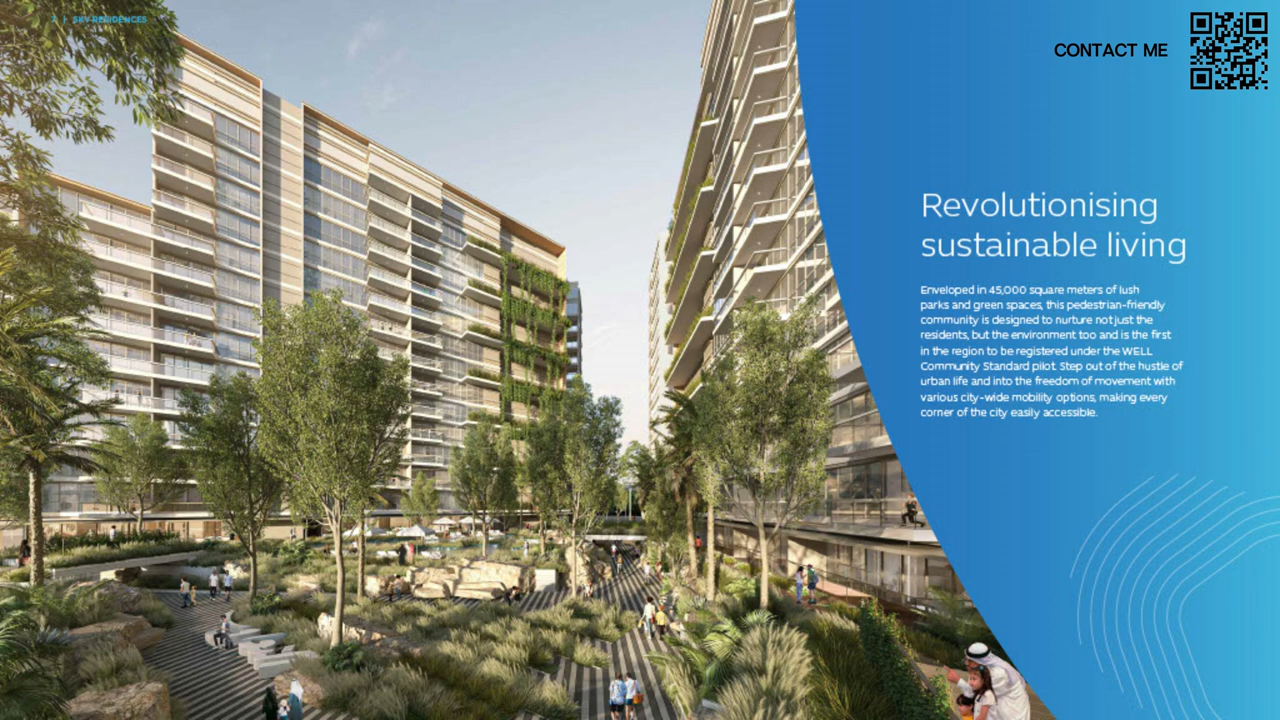 7 | SKY RESIDENCES
CONTACT ME
Revolutionising
sustainable living
Enveloped in 45,000 square meters of lush
parks and green spaces, this pedestrian-friendly
community is designed to nurture not just the
residents, but the environment too and is the first
in the region to be registered under the WELL
Community Standard pilot. Step out of the hustle of
urban life and into the freedom of movement with
various city-wide mobility options, making every
corner of the city easily accessible.